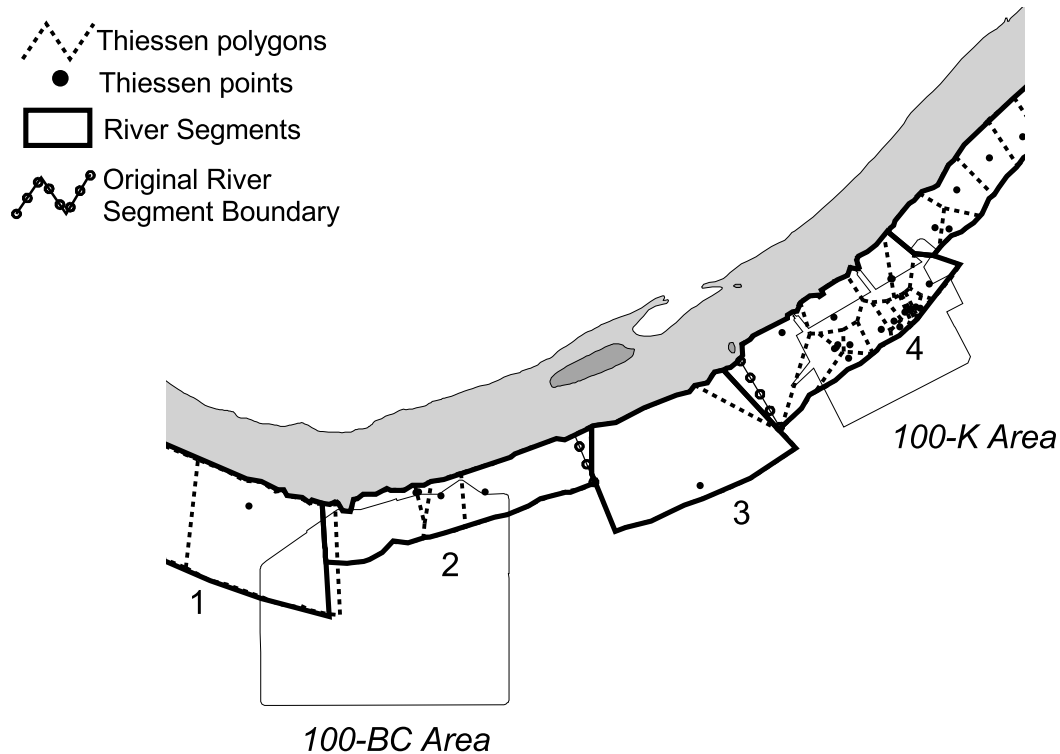 Thiessen polygons
Thiessen points
River Segments
Original River
Segment Boundary
4
100-K Area
3
2
1
100-BC Area